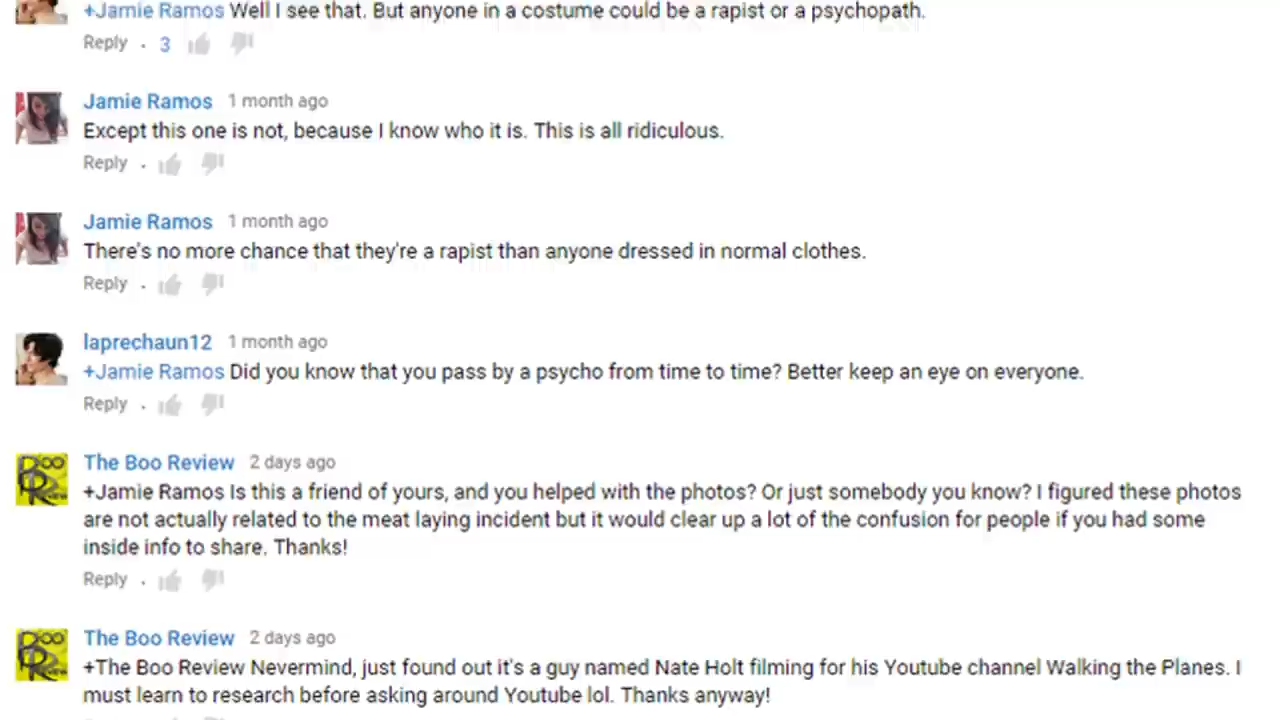 +Jamie Ramos Well I see that. But anyone in a costume could be a rapist or a psychopath.
Reply · 3
Jamie Ramos 1 month ago
Except this one is not, because I know who it is. This is all ridiculous.
Reply ·
Jamie Ramos 1 month ago
There's no more chance that they're a rapist than anyone dressed in normal clothes.
Reply ·
laprechaun12 1 month ago
+Jamie Ramos Did you know that you pass by a psycho from time to time? Better keep an eye on everyone.
Reply ·
The Boo Review 2 days ago
+Jamie Ramos Is this a friend of yours, and you helped with the photos? Or just somebody you know? I figured these photos
are not actually related to the meat laying incident but it would clear up a lot of the confusion for people if you had some
inside info to share. Thanks!
Reply ·
The Boo Review 2 days ago
+The Boo Review Nevermind, just found out it's a guy named Nate Holt filming for his Youtube channel Walking the Planes. I
must learn to research before asking around Youtube lol. Thanks anyway!